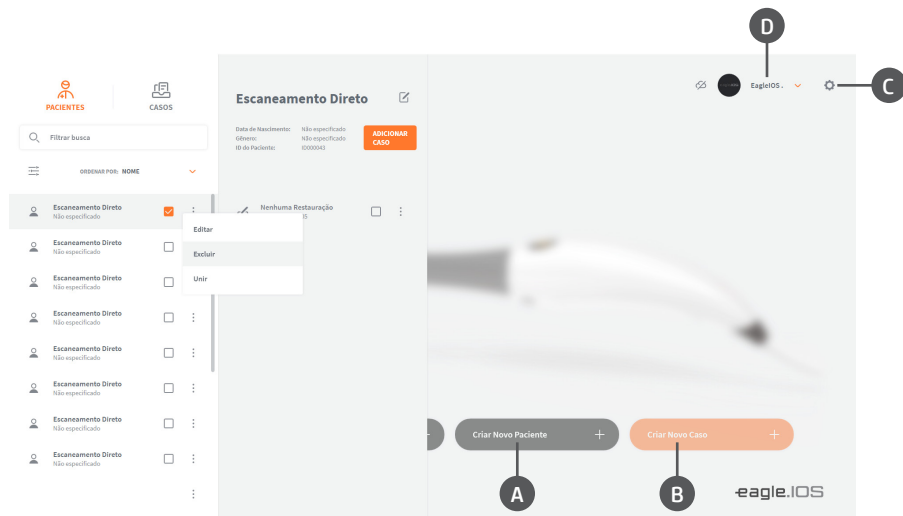 D
EagleIOS .
C
PACIENTES
CASOS
Filtrar busca
ORDENAR POR: NOME
Escaneamento Direto
Não especificado
Escaneamento Direto
Não especificado
Escaneamento Direto
Não especificado
Escaneamento Direto
Não especificado
Escaneamento Direto
Não especificado
Escaneamento Direto
Não especificado
Escaneamento Direto
Não especificado
Escaneamento Direto
Não especificado
Editar
Excluir
Unir
Escaneamento Direto
Data de Nascimento: Não especificado
Gênero: Não especificado
ID do Paciente: ID000043
ADICIONAR
CASO
Nenhuma Restauração
Criar Novo Paciente
Criar Novo Caso
A
B
eagle.IOS